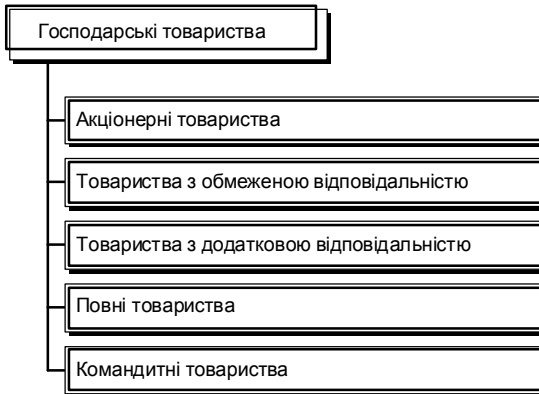 Господарські товариства
Акціонерні товариства
Товариства з обмеженою відповідальністю
Товариства з додатковою відповідальністю
Повні товариства
Командитні товариства